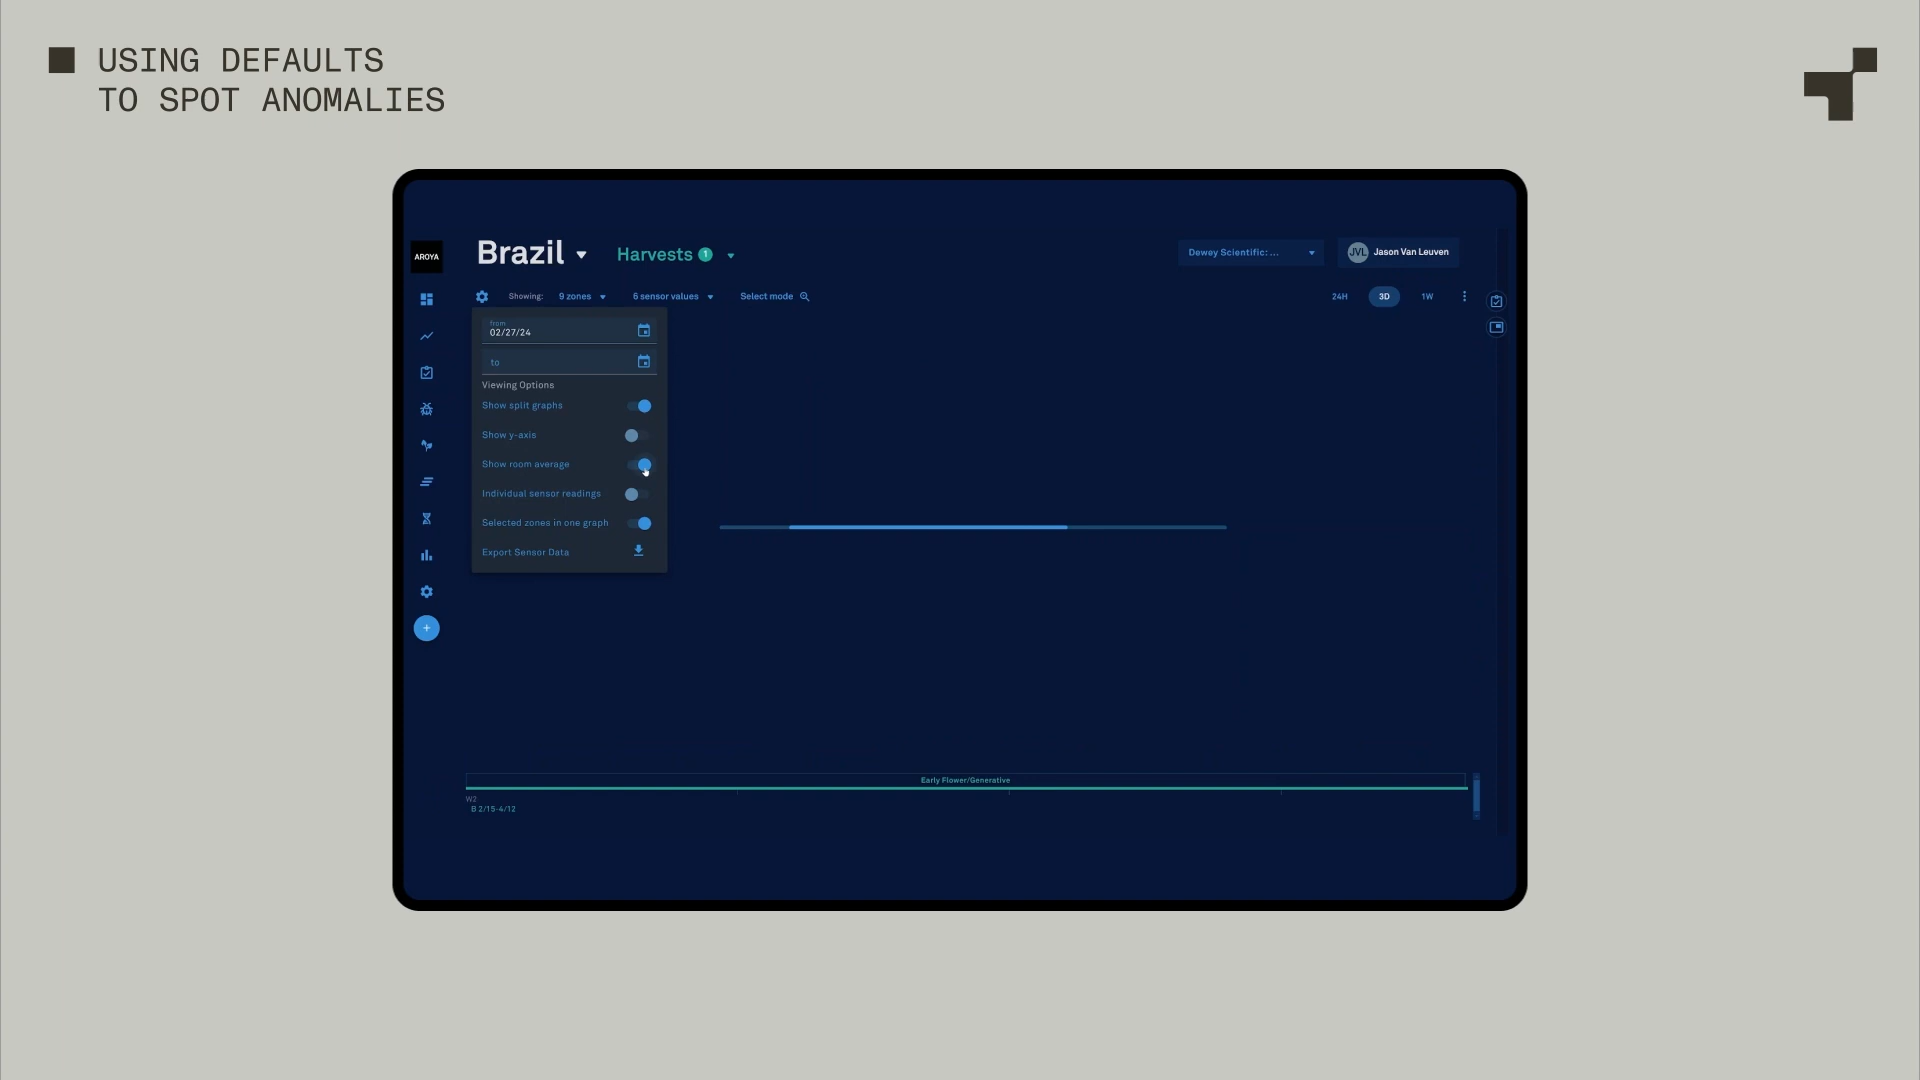 USING DEFAULTS
TO SPOT ANOMALIES
AROYA
Brazil
Harvests 1
Dewey Scientific: ...
JVL
Jason Van Leuven
Showing:
9 zones
6 sensor values
Select mode
24H
3D
1W
from
02/27/24
to
Viewing Options
Show split graphs
Show y-axis
Show room average
Individual sensor readings
Selected zones in one graph
Export Sensor Data
Early Flower/Generative
W2
B 2/15-4/12